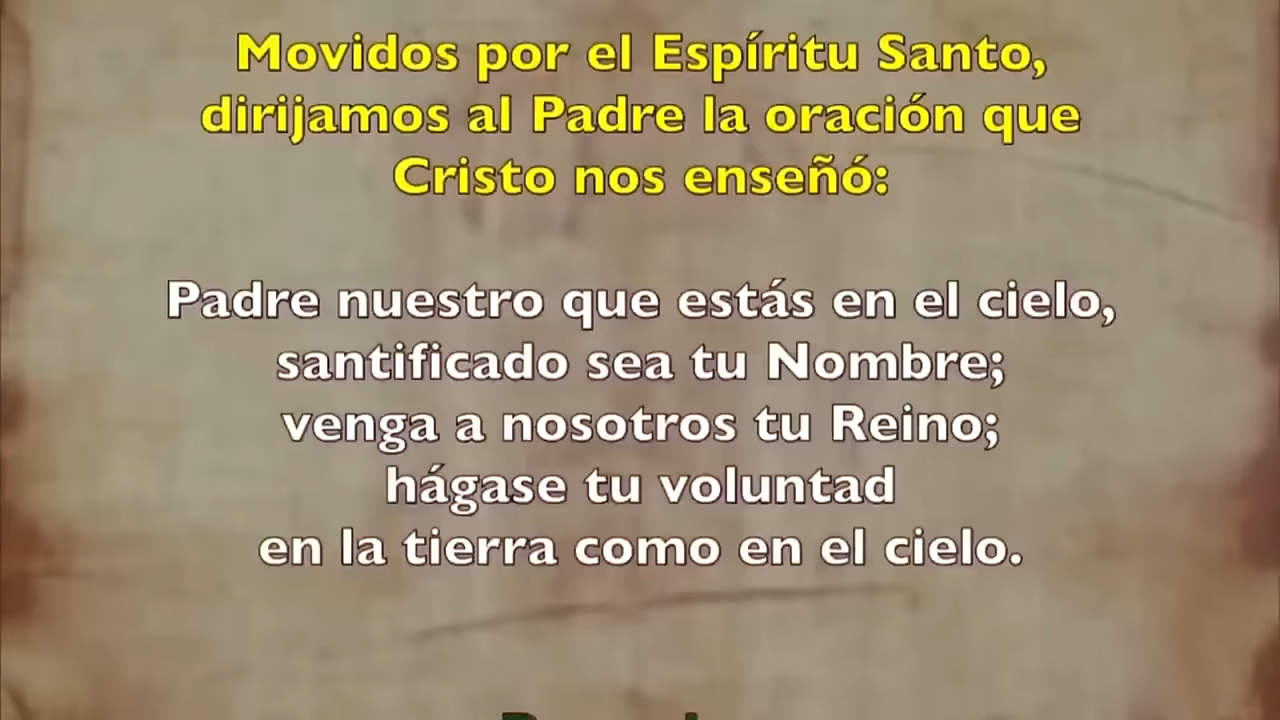 Movidos por el Espíritu Santo,
dirijamos al Padre la oración que
Cristo nos enseñó:
Padre nuestro que estás en el cielo,
santificado sea tu Nombre;
venga a nosotros tu Reino;
hágase tu voluntad
en la tierra como en el cielo.